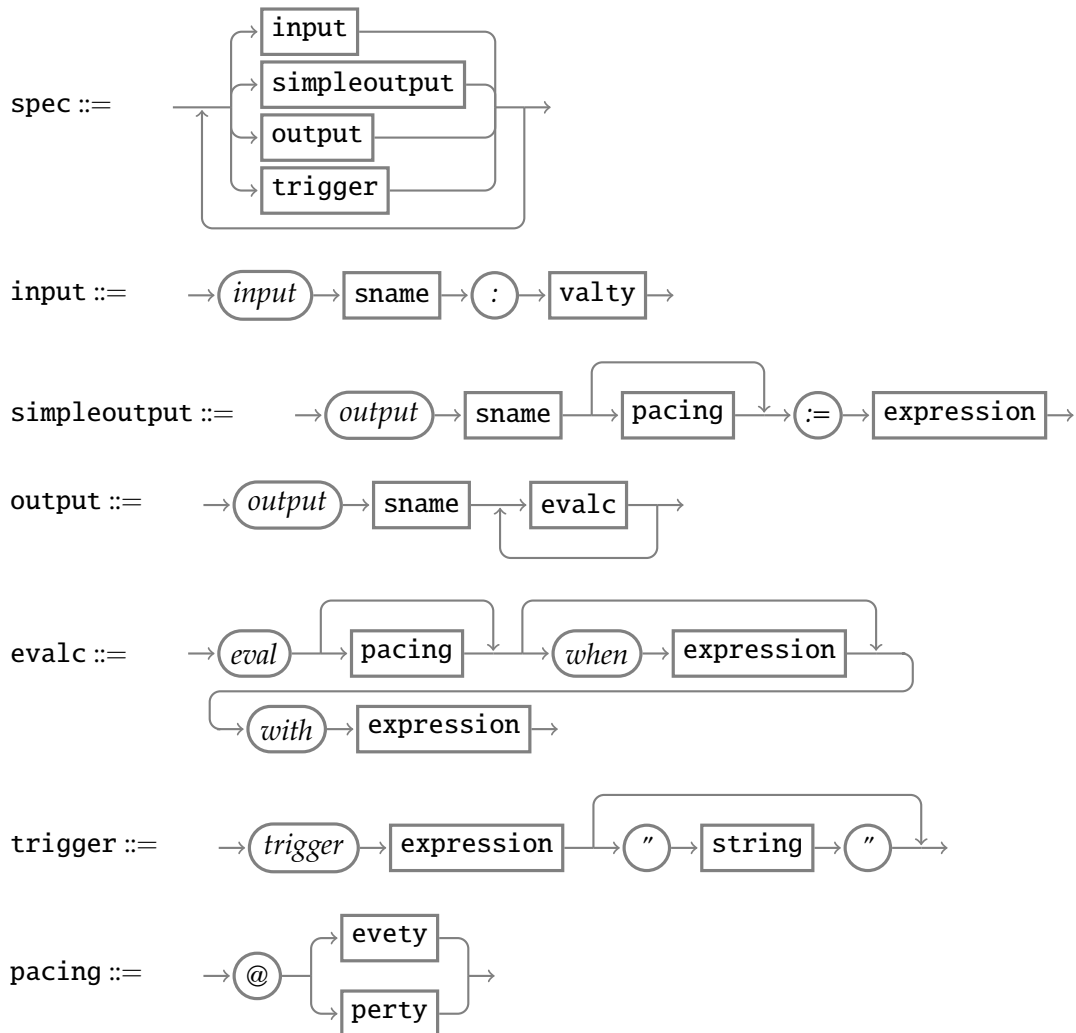 input
simpleoutput
spec ::=
output
trigger
input ::= input sname : valty
simpleoutput ::= output sname pacing := expression
output ::= output sname evalc
evalc ::= eval pacing when expression
with expression
trigger ::= trigger expression " string "
evety
pacing ::= @
perty